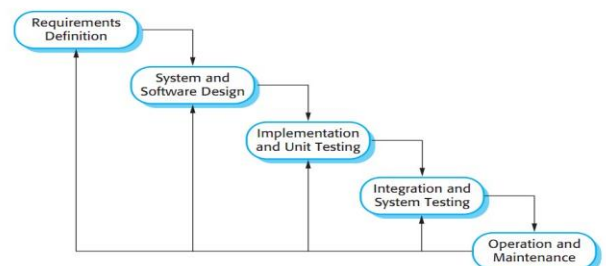 Requirements
Definition
System and
Software Design
Implementation
and Unit Testing
Integration and
System Testing
Operation and
Maintenance